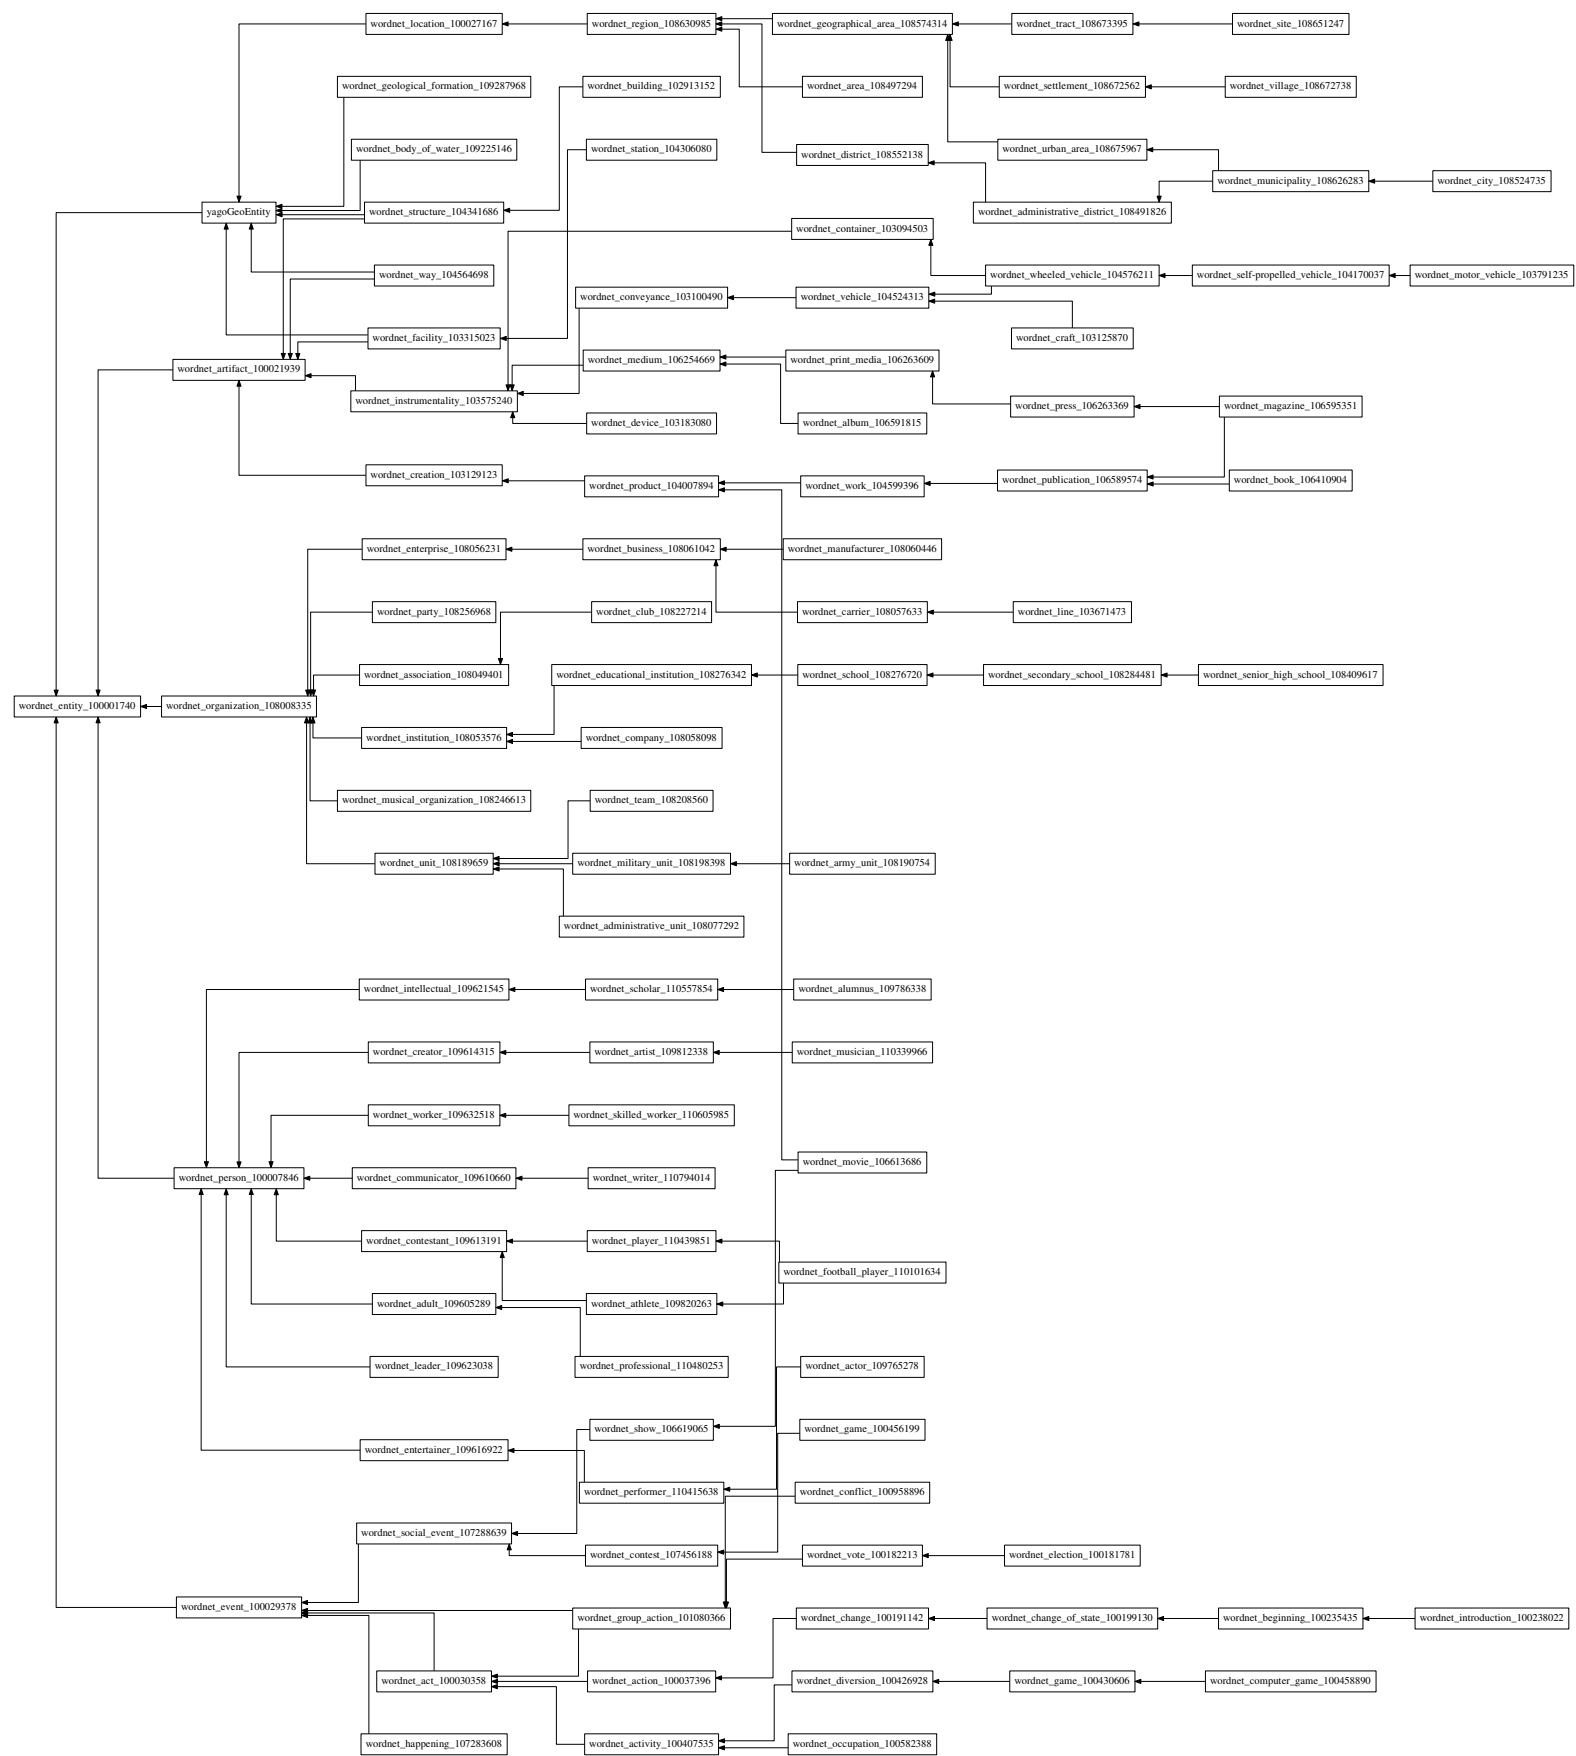 wordnet_location_100027167
wordnet_region_108630985
wordnet_geographical_area_108574314
wordnet_tract_108673395
wordnet_site_108651247
wordnet_geological_formation_109287968
wordnet_building_102913152
wordnet_area_108497294
wordnet_settlement_108672562
wordnet_village_108672738
wordnet_body_of_water_109225146
wordnet_station_104306080
wordnet_district_108552138
wordnet_urban_area_108675967
wordnet_municipality_108626283
wordnet_city_108524735
yagoGeoEntity
wordnet_structure_104341686
wordnet_administrative_district_108491826
wordnet_container_103094503
wordnet_way_104564698
wordnet_wheeled_vehicle_104576211
wordnet_self-propelled_vehicle_104170037
wordnet_motor_vehicle_103791235
wordnet_conveyance_103100490
wordnet_vehicle_104524313
wordnet_facility_103315023
wordnet_craft_103125870
wordnet_artifact_100021939
wordnet_medium_106254669
wordnet_print_media_106263609
wordnet_instrumentality_103575240
wordnet_press_106263369
wordnet_magazine_106595351
wordnet_device_103183080
wordnet_album_106591815
wordnet_creation_103129123
wordnet_product_104007894
wordnet_work_104599396
wordnet_publication_106589574
wordnet_book_106410904
wordnet_enterprise_108056231
wordnet_business_108061042
wordnet_manufacturer_108060446
wordnet_party_108256968
wordnet_club_108227214
wordnet_carrier_108057633
wordnet_line_103671473
wordnet_association_108049401
wordnet_educational_institution_108276342
wordnet_school_108276720
wordnet_secondary_school_108284481
wordnet_senior_high_school_108409617
wordnet_entity_100001740
wordnet_organization_108008335
wordnet_institution_108053576
wordnet_company_108058098
wordnet_musical_organization_108246613
wordnet_team_108208560
wordnet_unit_108189659
wordnet_military_unit_108198398
wordnet_army_unit_108190754
wordnet_administrative_unit_108077292
wordnet_intellectual_109621545
wordnet_scholar_110557854
wordnet_alumnus_109786338
wordnet_creator_109614315
wordnet_artist_109812338
wordnet_musician_110339966
wordnet_worker_109632518
wordnet_skilled_worker_110605985
wordnet_movie_106613686
wordnet_person_100007846
wordnet_communicator_109610660
wordnet_writer_110794014
wordnet_contestant_109613191
wordnet_player_110439851
wordnet_football_player_110101634
wordnet_adult_109605289
wordnet_athlete_109820263
wordnet_leader_109623038
wordnet_professional_110480253
wordnet_actor_109765278
wordnet_show_106619065
wordnet_game_100456199
wordnet_entertainer_109616922
wordnet_performer_110415638
wordnet_conflict_100958896
wordnet_social_event_107288639
wordnet_contest_107456188
wordnet_vote_100182213
wordnet_election_100181781
wordnet_event_100029378
wordnet_group_action_101080366
wordnet_change_100191142
wordnet_change_of_state_100199130
wordnet_beginning_100235435
wordnet_introduction_100238022
wordnet_act_100030358
wordnet_action_100037396
wordnet_diversion_100426928
wordnet_game_100430606
wordnet_computer_game_100458890
wordnet_happening_107283608
wordnet_activity_100407535
wordnet_occupation_100582388